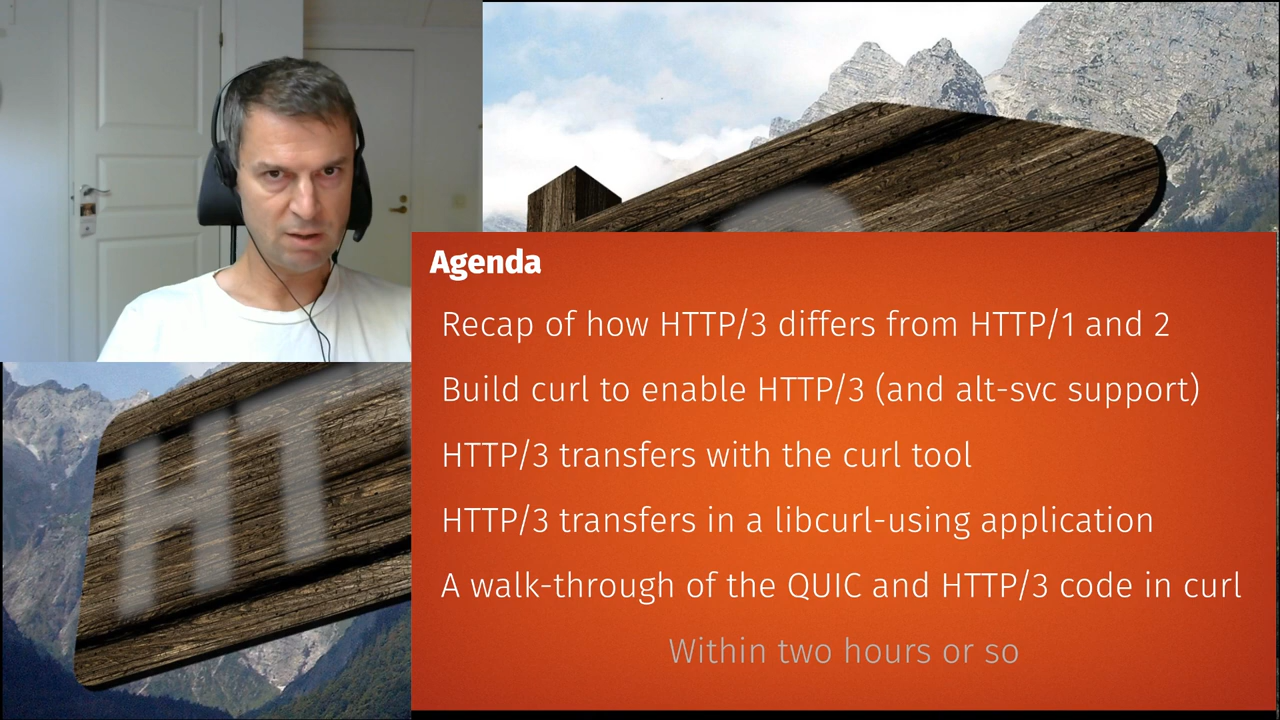 Agenda
Recap of how HTTP/3 differs from HTTP/1 and 2
Build curl to enable HTTP/3 (and alt-svc support)
HTTP/3 transfers with the curl tool
HTTP/3 transfers in a libcurl-using application
A walk-through of the QUIC and HTTP/3 code in curl
Within two hours or so
HT